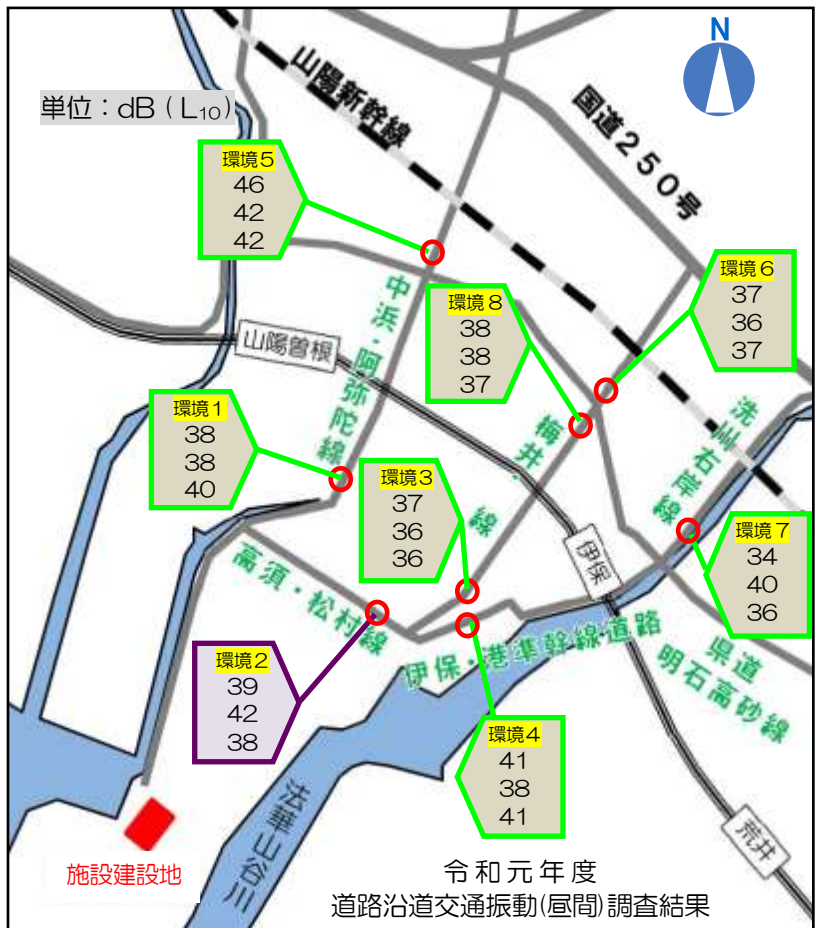 N
単位：dB（L10）
山陽新幹線
国道２５０号
環境５
46
42
42
環境６
37
36
37
環境８
38
38
37
中浜・阿弥陀線
山陽曽根
環境１
38
38
40
環境３
37
36
36
梅井 線
洗川右岸線
環境７
34
40
36
伊保
高須・松村線
伊保・港準幹線道路
県道
明石高砂線
環境２
39
42
38
環境４
41
38
41
法華山谷川
荒井
施設建設地
令和元年度
道路沿道交通振動(昼間)調査結果